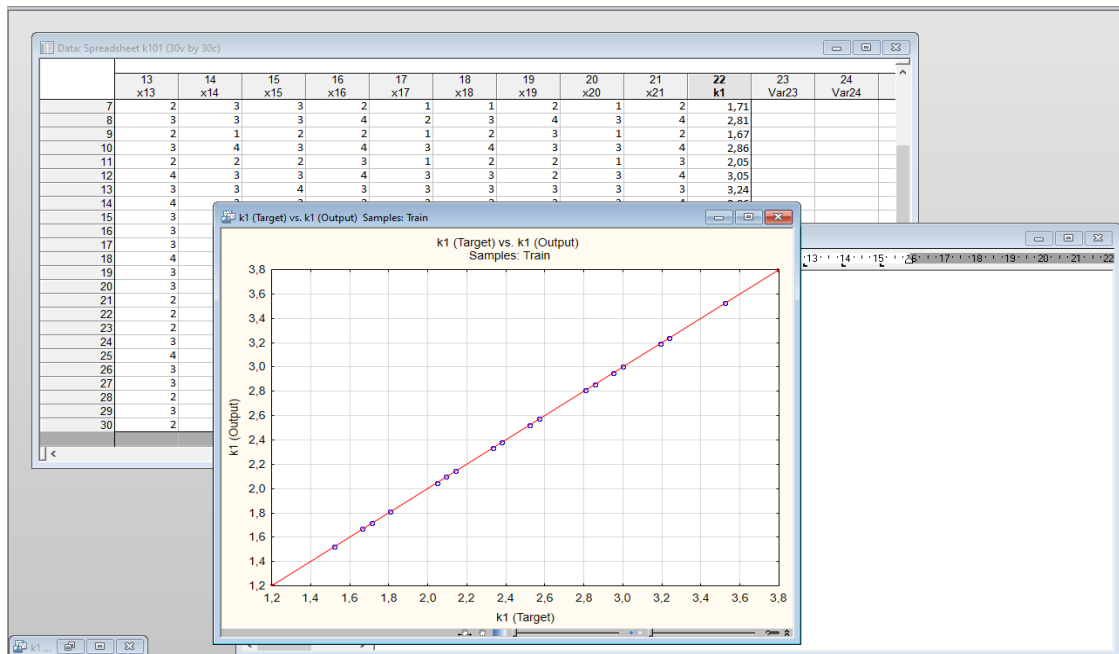 Data: Spreadsheet k101 (30v by 30c)
13 14 15 16 17 18 19 20 21 22 23 24
x13 x14 x15 x16 x17 x18 x19 x20 x21 k1 Var23 Var24
7 2 3 3 2 1 1 2 1 2 1,71
8 3 3 3 4 2 3 4 3 4 2,81
9 2 1 2 2 1 2 3 1 2 1,67
10 3 4 3 4 3 4 3 3 4 2,86
11 2 2 2 3 1 2 2 1 3 2,05
12 4 3 3 4 3 3 2 3 4 3,05
13 3 3 4 3 3 3 3 3 3 3,24
14 4
15 3
16 3
17 3
18 4
19 3
20 3
21 2
22 2
23 2
24 3
25 4
26 3
27 3
28 2
29 3
30 2
k1 (Target) vs. k1 (Output) Samples: Train
k1 (Target) vs. k1 (Output)
Samples: Train
3,8
3,6
3,4
3,2
3,0
2,8
2,6
2,4
2,2
2,0
1,8
1,6
1,4
1,2
k1 (Output)
1,2 1,4 1,6 1,8 2,0 2,2 2,4 2,6 2,8 3,0 3,2 3,4 3,6 3,8
k1 (Target)
13 14 15 16 17 18 19 20 21 22
k1 ...